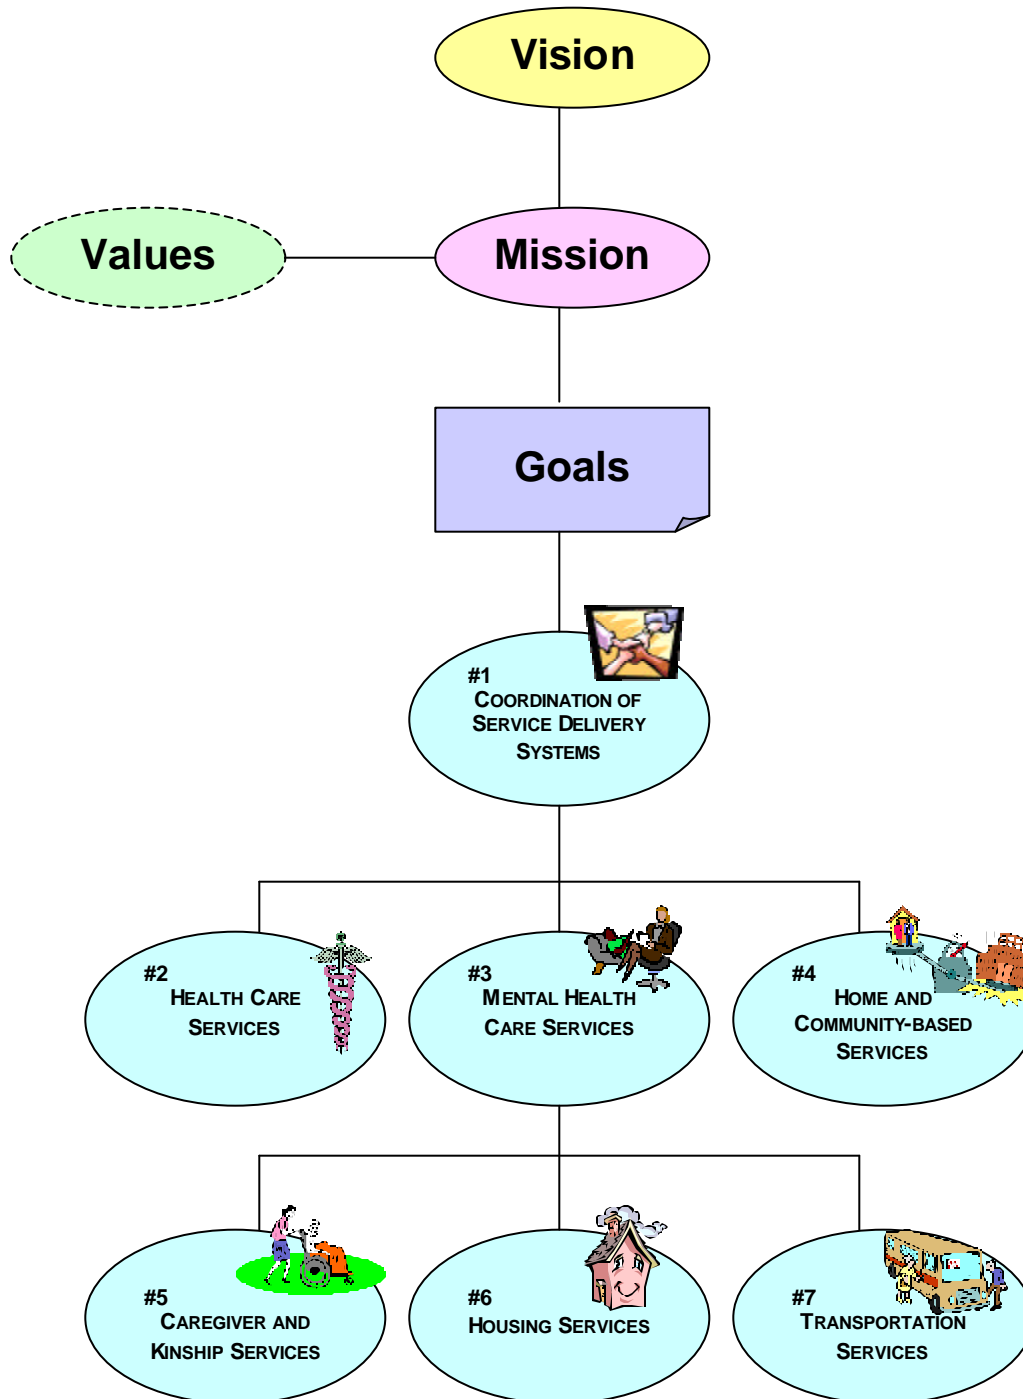 Vision
Values
Mission
Goals
#1
COORDINATION OF
SERVICE DELIVERY
SYSTEMS
#2
HEALTH CARE
SERVICES
#3
MENTAL HEALTH
CARE SERVICES
#4
HOME AND
COMMUNITY-BASED
SERVICES
#5
CAREGIVER AND
KINSHIP SERVICES
#6
HOUSING SERVICES
#7
TRANSPORTATION
SERVICES